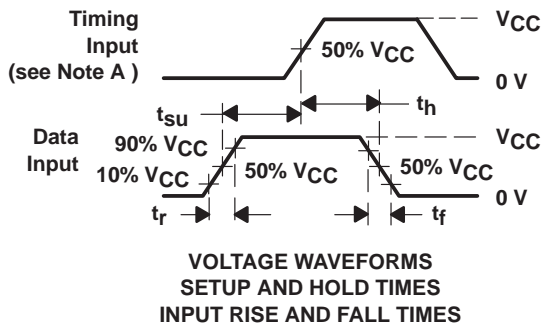 Timing
Input
(see Note A )
VCC
50% VCC
0 V
tsu
th
Data
Input
VCC
90% VCC
50% VCC
50% VCC
10% VCC
0 V
tr
tf
VOLTAGE WAVEFORMS
SETUP AND HOLD TIMES
INPUT RISE AND FALL TIMES